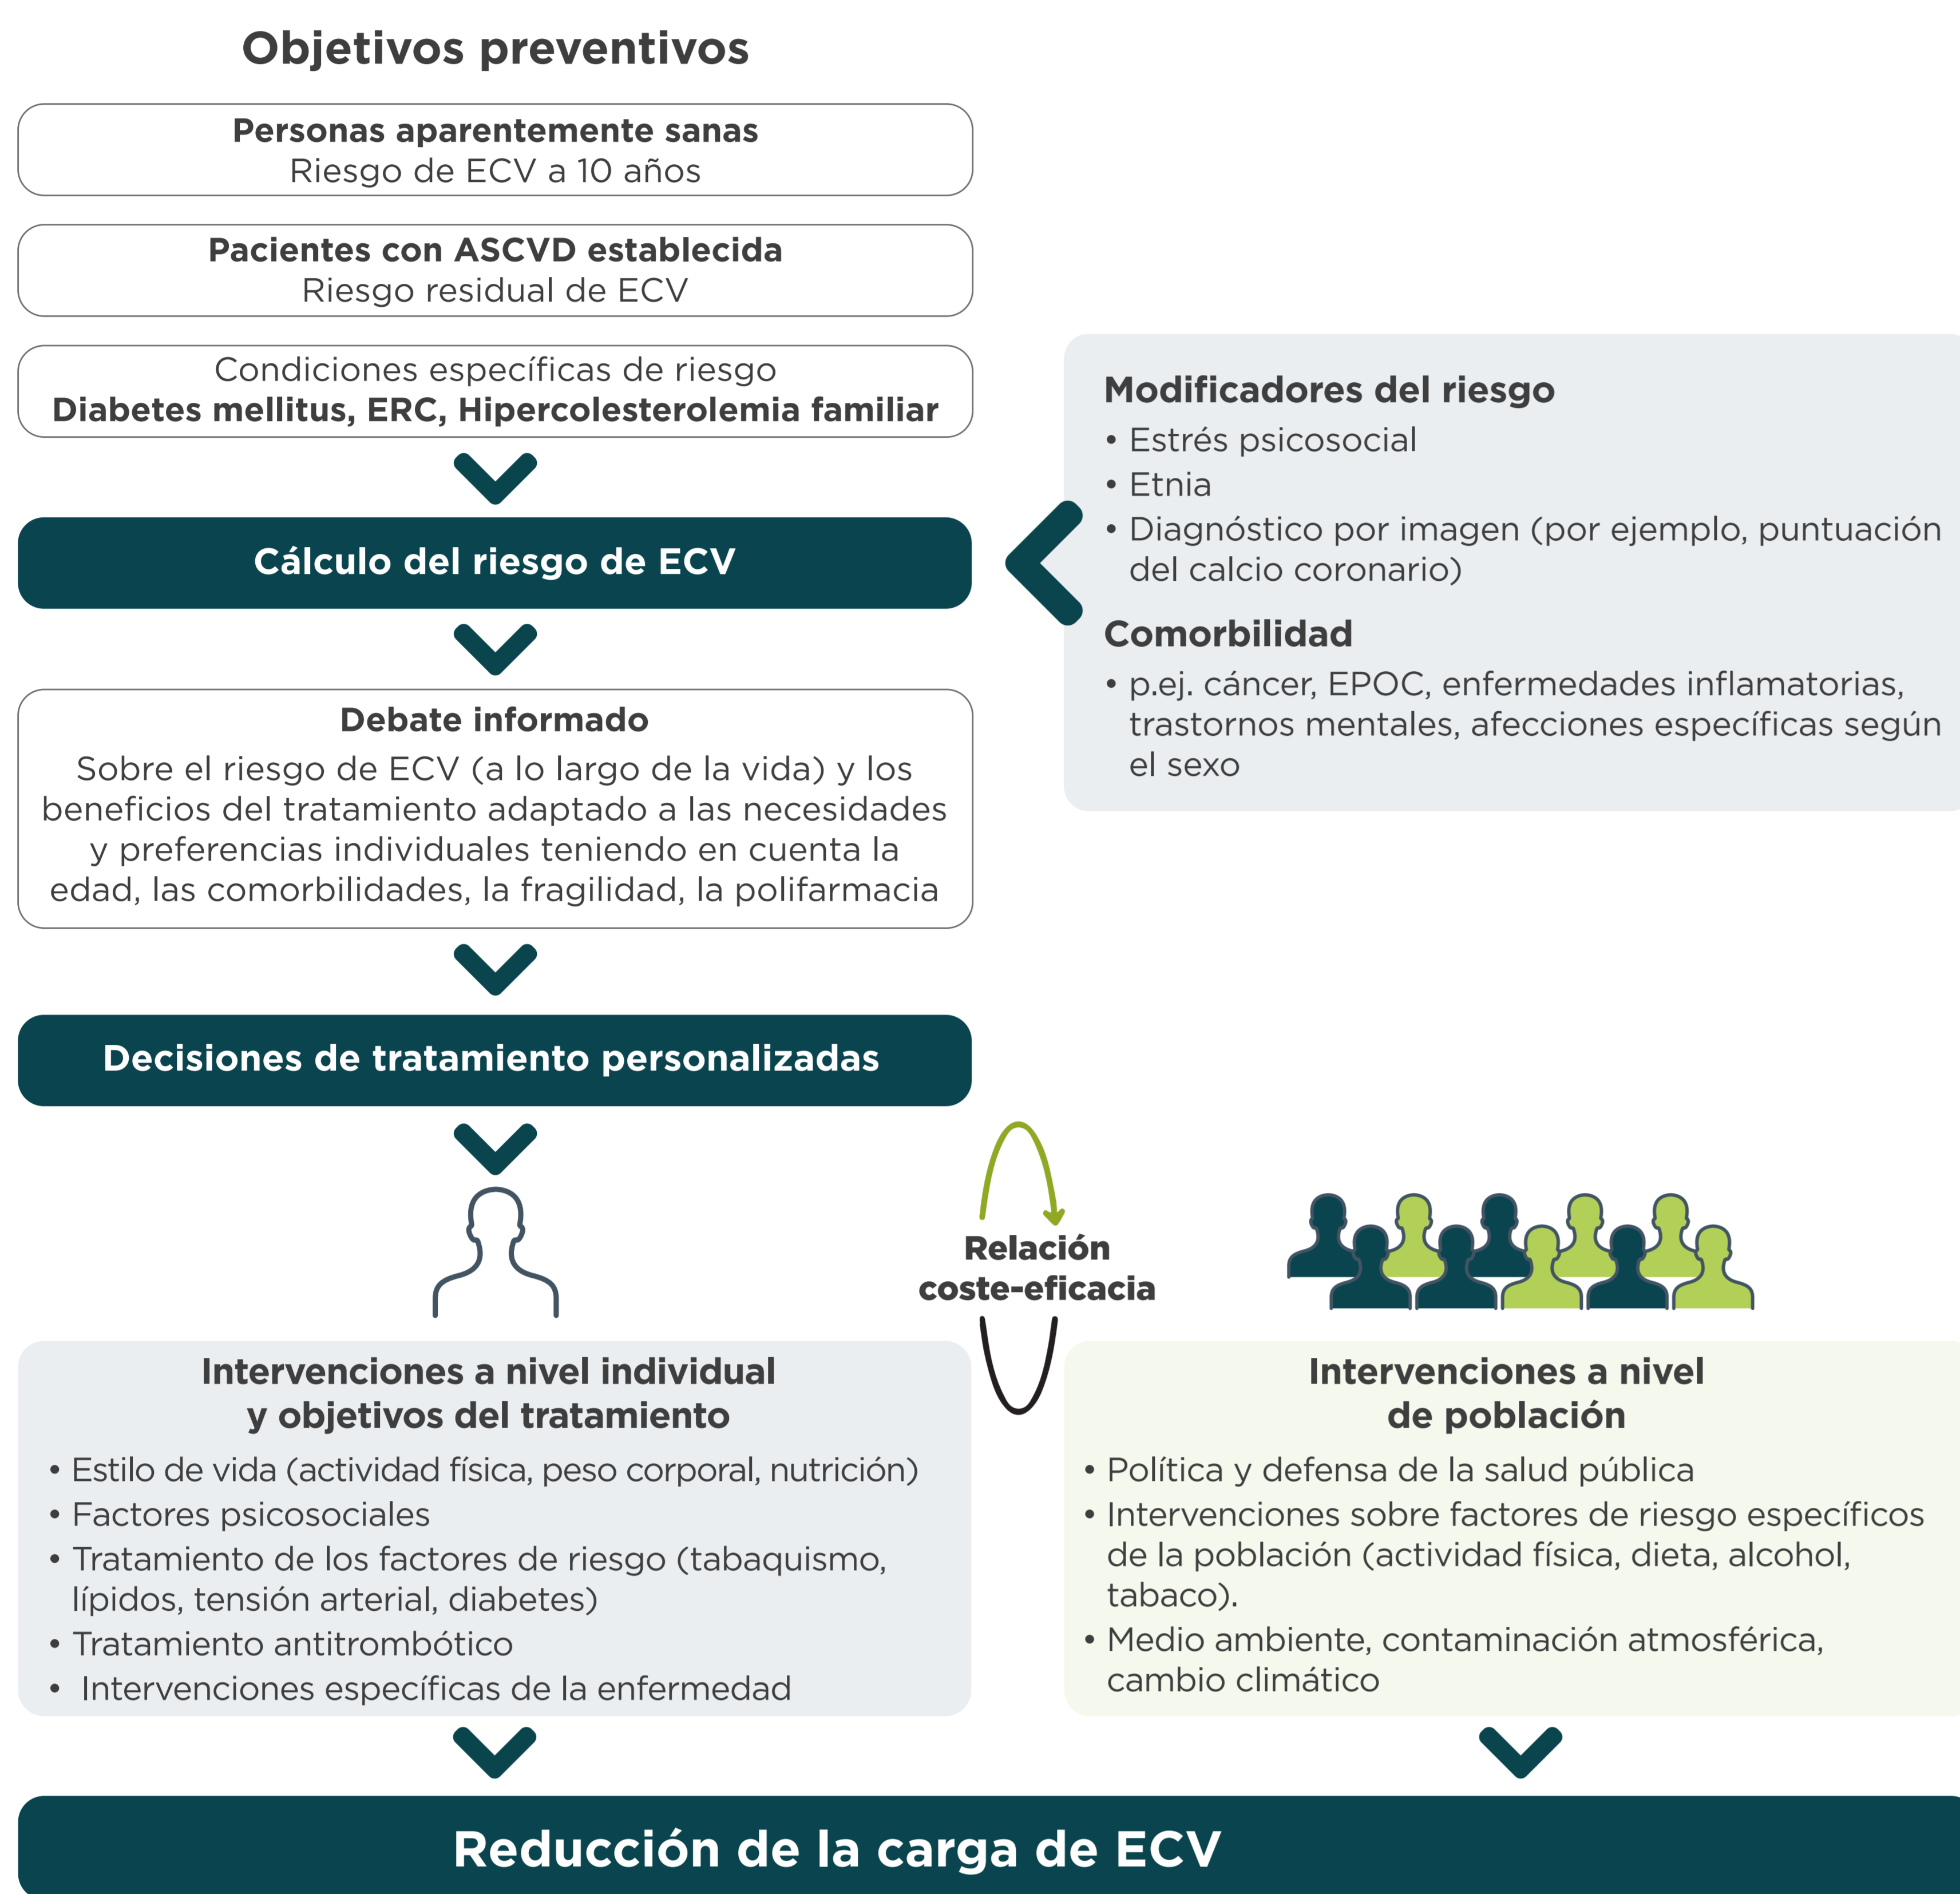 Objetivos preventivos
Personas aparentemente sanas
Riesgo de ECV a 10 años
Pacientes con ASCVD establecida
Riesgo residual de ECV
Condiciones específicas de riesgo
Diabetes mellitus, ERC, Hipercolesterolemia familiar
Cálculo del riesgo de ECV
Modificadores del riesgo
• Estrés psicosocial
• Etnia
• Diagnóstico por imagen (por ejemplo, puntuación
del calcio coronario)
Comorbilidad
• p.ej. cáncer, EPOC, enfermedades inflamatorias,
trastornos mentales, afecciones específicas según
el sexo
Debate informado
Sobre el riesgo de ECV (a lo largo de la vida) y los
beneficios del tratamiento adaptado a las necesidades
y preferencias individuales teniendo en cuenta la
edad, las comorbilidades, la fragilidad, la polifarmacia
Decisiones de tratamiento personalizadas
Relación
coste-eficacia
Intervenciones a nivel individual
y objetivos del tratamiento
• Estilo de vida (actividad física, peso corporal, nutrición)
• Factores psicosociales
• Tratamiento de los factores de riesgo (tabaquismo,
lípidos, tensión arterial, diabetes)
• Tratamiento antitrombótico
• Intervenciones específicas de la enfermedad
Intervenciones a nivel
de población
• Política y defensa de la salud pública
• Intervenciones sobre factores de riesgo específicos
de la población (actividad física, dieta, alcohol,
tabaco).
• Medio ambiente, contaminación atmosférica,
cambio climático
Reducción de la carga de ECV